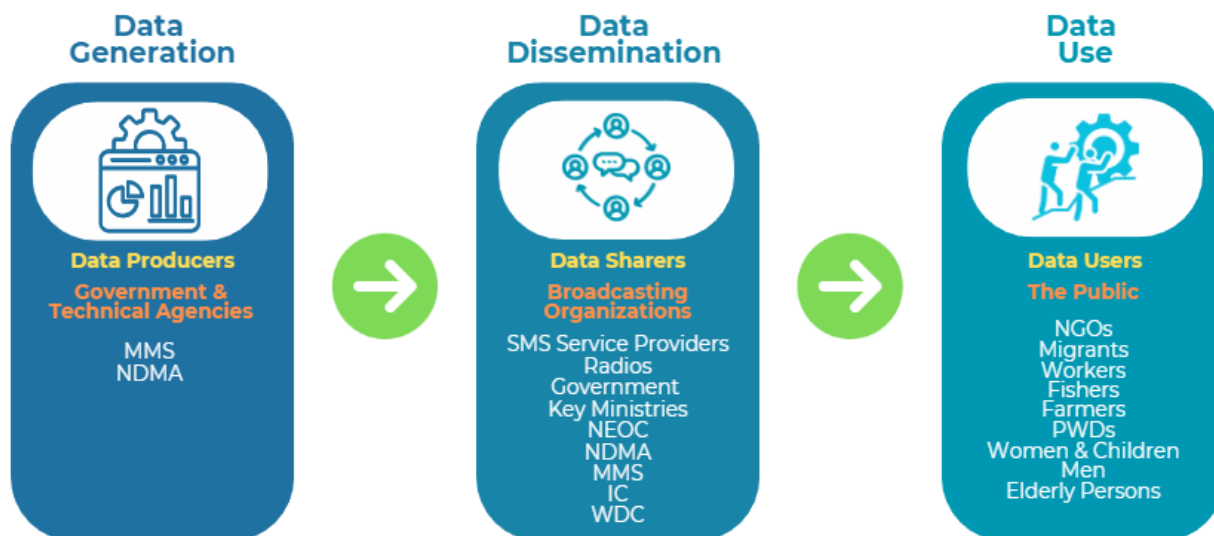 Data
Generation
Data Producers
Government &
Technical Agencies
MMS
NDMA
Data
Dissemination
Data Sharers
Broadcasting
Organizations
SMS Service Providers
Radios
Government
Key Ministries
NEOC
NDMA
MMS
IC
WDC
Data
Use
Data Users
The Public
NGOs
Migrants
Workers
Fishers
Farmers
PWDs
Women & Children
Men
Elderly Persons